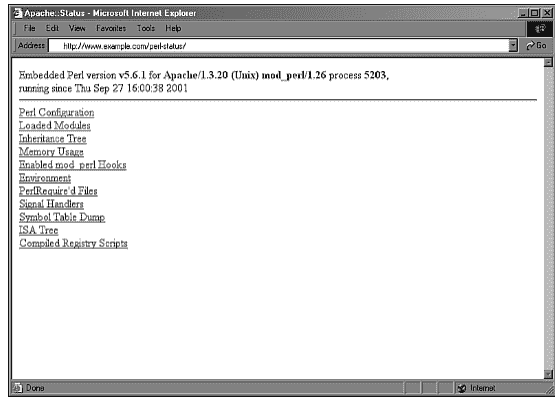 Apache::Status - Microsoft Internet Explorer
File Edit View Favorites Tools Help
Address http://www.example.com/perl-status/ Go
Embedded Perl version v5.6.1 for Apache/1.3.20 (Unix) mod_perl/1.26 process 5203,
running since Thu Sep 27 16:00:38 2001
Perl Configuration
Loaded Modules
Inheritance Tree
Memory Usage
Enabled mod_perl Hooks
Environment
PerlRequire'd Files
Signal Handlers
Symbol Table Dump
ISA Tree
Compiled Registry Scripts
Done Internet